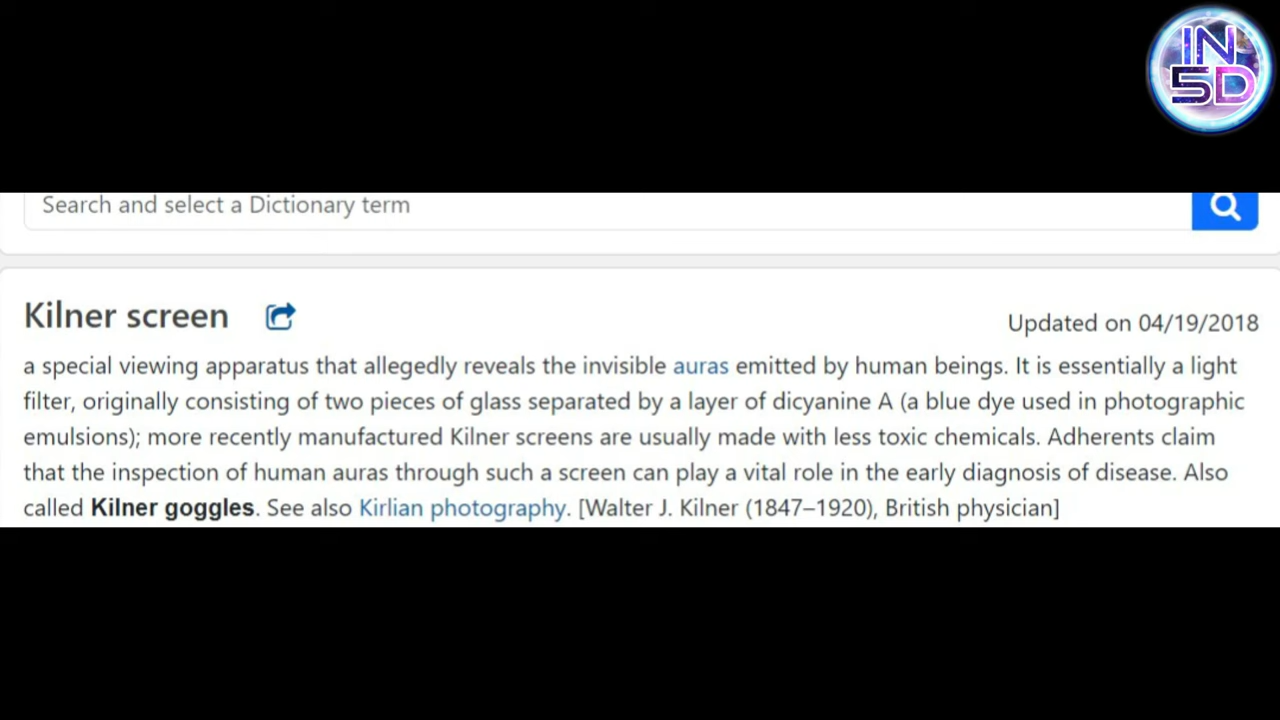 IN
5D
Search and select a Dictionary term
Kilner screen
Updated on 04/19/2018
a special viewing apparatus that allegedly reveals the invisible auras emitted by human beings. It is essentially a light
filter, originally consisting of two pieces of glass separated by a layer of dicyanine A (a blue dye used in photographic
emulsions); more recently manufactured Kilner screens are usually made with less toxic chemicals. Adherents claim
that the inspection of human auras through such a screen can play a vital role in the early diagnosis of disease. Also
called Kilner goggles. See also Kirlian photography. [Walter J. Kilner (1847–1920), British physician]